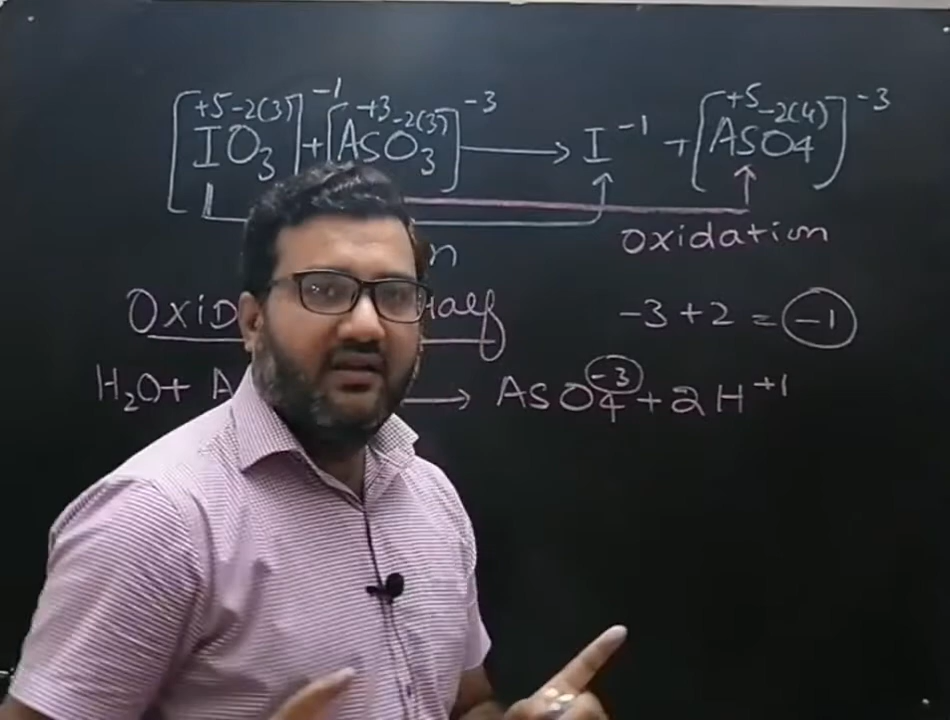 [+5 -2(3) IO3]-1 + [+3 -2(3) ASO3]-3 → I-1 + [+5 -2(4) ASO4]-3
n oxidation
OxiD Half -3+2 = -1
H2O+ A → ASO4-3 + 2H+1